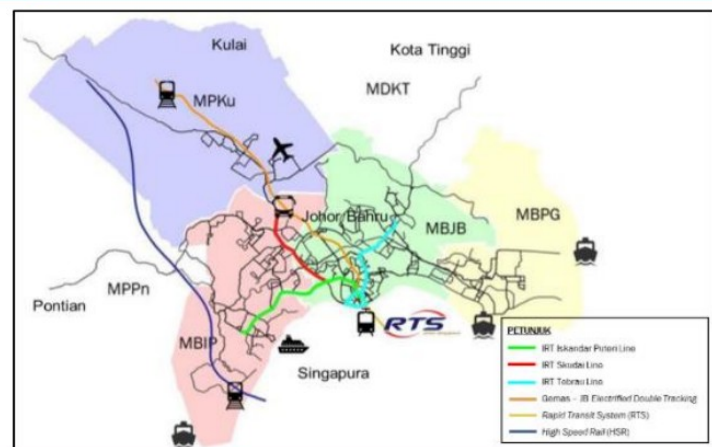 Kulai
Kota Tinggi
MDKT
MPKu
Johor Bahru
MBJB
MBPG
MPPn
Pontian
MBIP
Singapura
RTS
PETUNJUK
IRT Iskandar Puteri Line
IRT Skudai Line
IRT Tebrau Line
Gemas - JB Electrified Double Tracking
Rapid Transit System (RTS)
High Speed Rail (HSR)